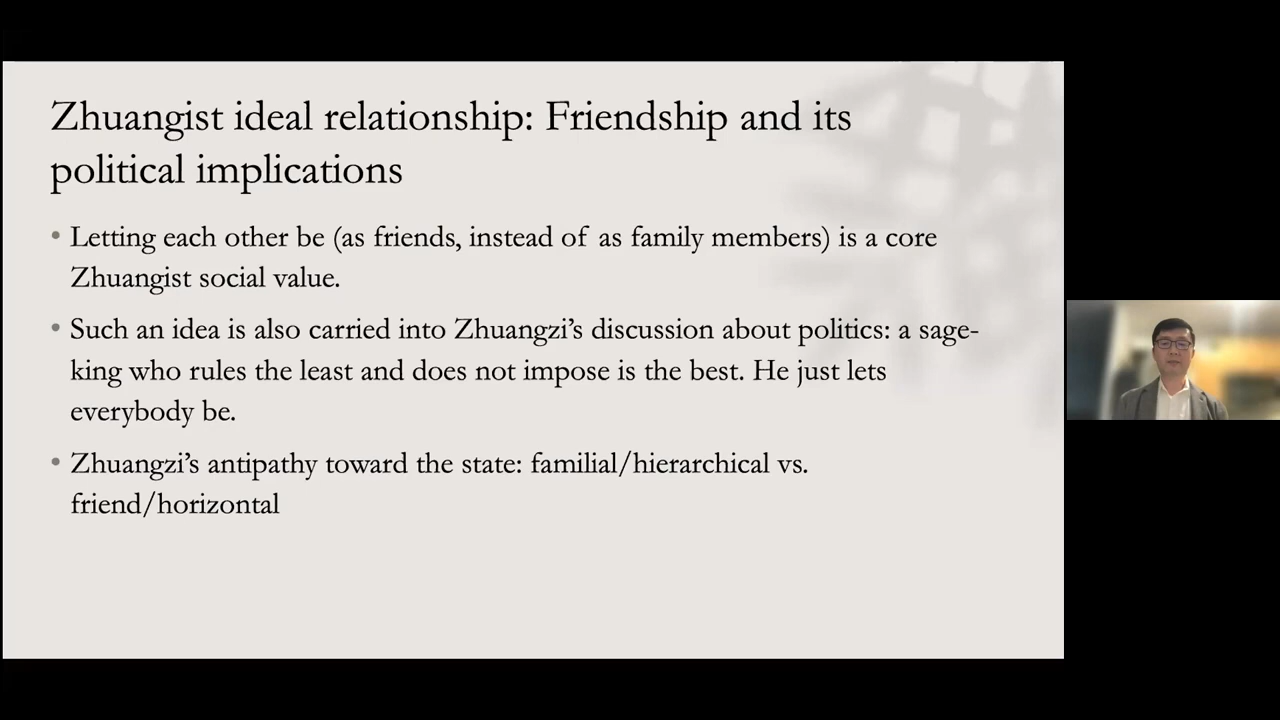 Zhuangist ideal relationship: Friendship and its
political implications
• Letting each other be (as friends, instead of as family members) is a core
Zhuangist social value.
• Such an idea is also carried into Zhuangzi’s discussion about politics: a sage-
king who rules the least and does not impose is the best. He just lets
everybody be.
• Zhuangzi’s antipathy toward the state: familial/hierarchical vs.
friend/horizontal